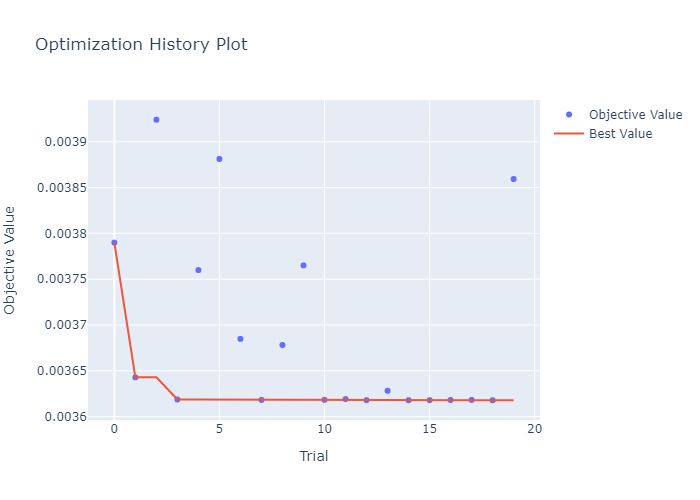 Optimization History Plot
Objective Value
Best Value
0.0039
0.00385
0.0038
0.00375
0.0037
0.00365
0.0036
Objective Value
0 5 10 15 20
Trial